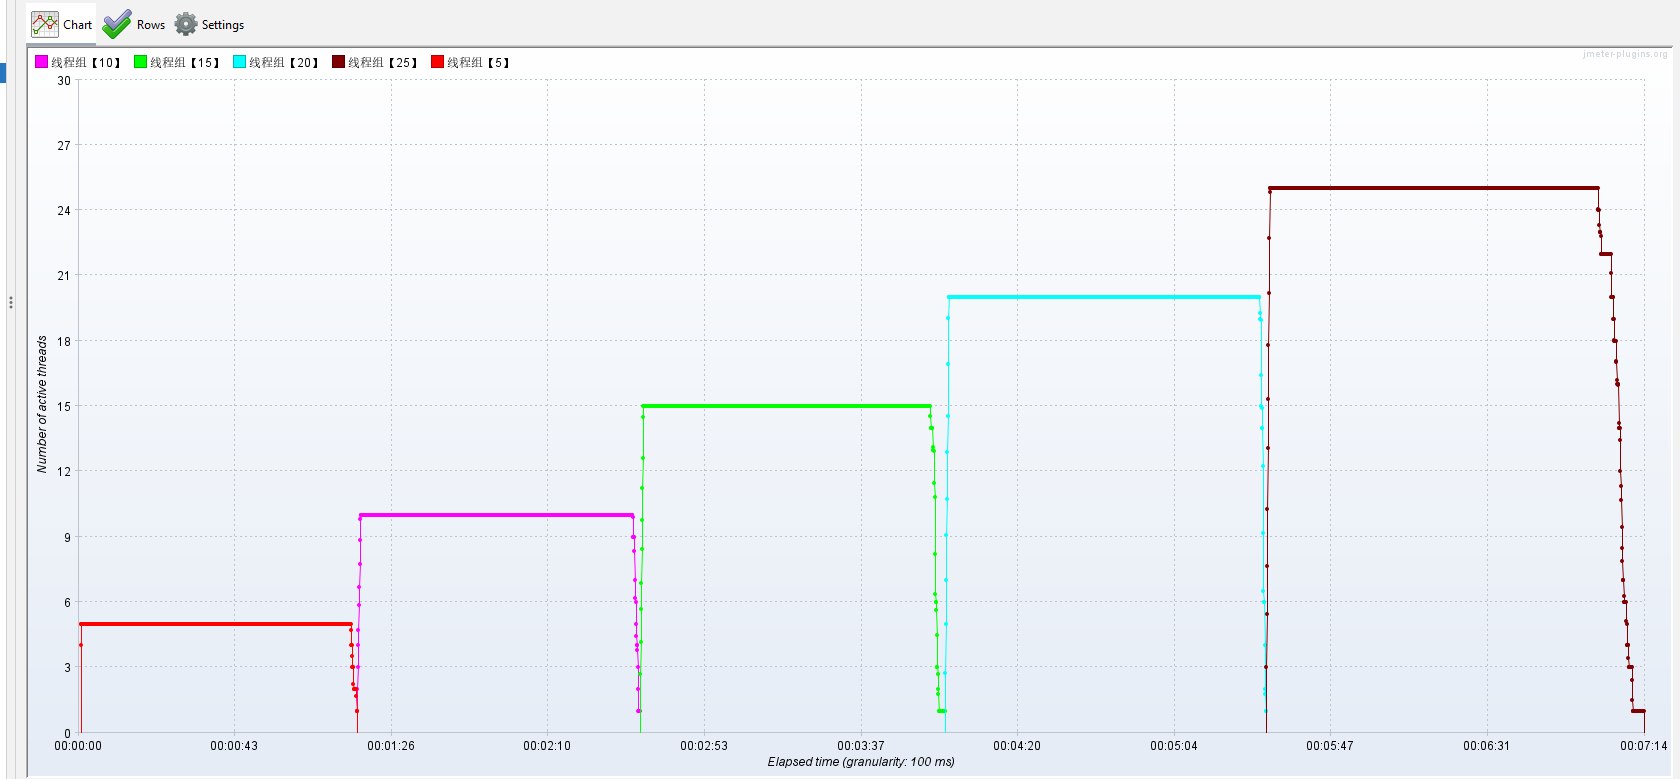 Chart Rows Settings
线程组【10】 线程组【15】 线程组【20】 线程组【25】 线程组【5】
jmeter-plugins.org
30
27
24
21
18
15
12
9
6
3
0
Number of active threads
00:00:00 00:00:43 00:01:26 00:02:10 00:02:53 00:03:37 00:04:20 00:05:04 00:05:47 00:06:31 00:07:14
Elapsed time (granularity: 100 ms)